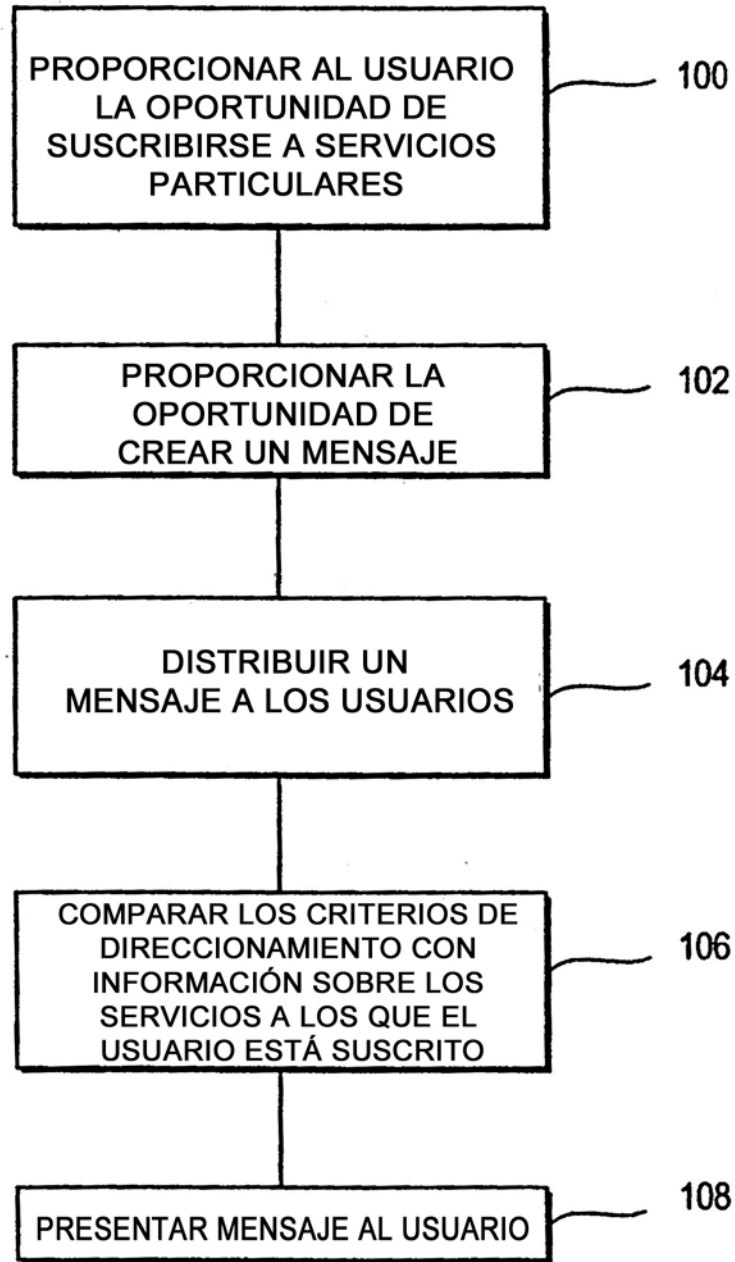 PROPORCIONAR AL USUARIO
LA OPORTUNIDAD DE
SUSCRIBIRSE A SERVICIOS
PARTICULARES
100
PROPORCIONAR LA
OPORTUNIDAD DE
CREAR UN MENSAJE
102
DISTRIBUIR UN
MENSAJE A LOS USUARIOS
104
COMPARAR LOS CRITERIOS DE
DIRECCIONAMIENTO CON
INFORMACIÓN SOBRE LOS
SERVICIOS A LOS QUE EL
USUARIO ESTÁ SUSCRITO
106
PRESENTAR MENSAJE AL USUARIO
108